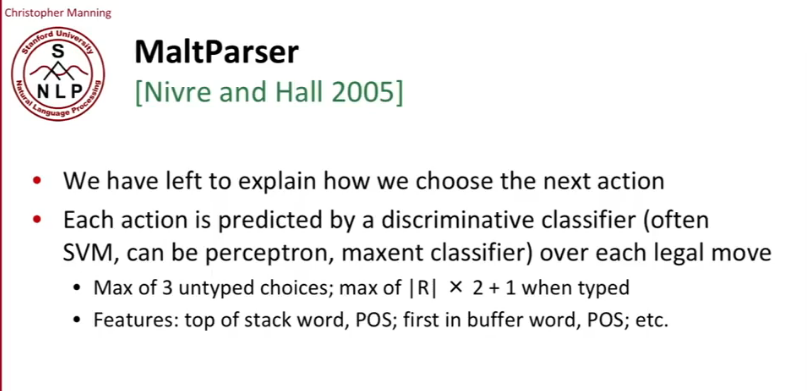 Christopher Manning
Stanford University
S
NLP
Natural Language Processing
MaltParser
[Nivre and Hall 2005]
• We have left to explain how we choose the next action
• Each action is predicted by a discriminative classifier (often
SVM, can be perceptron, maxent classifier) over each legal move
• Max of 3 untyped choices; max of |R| × 2 + 1 when typed
• Features: top of stack word, POS; first in buffer word, POS; etc.